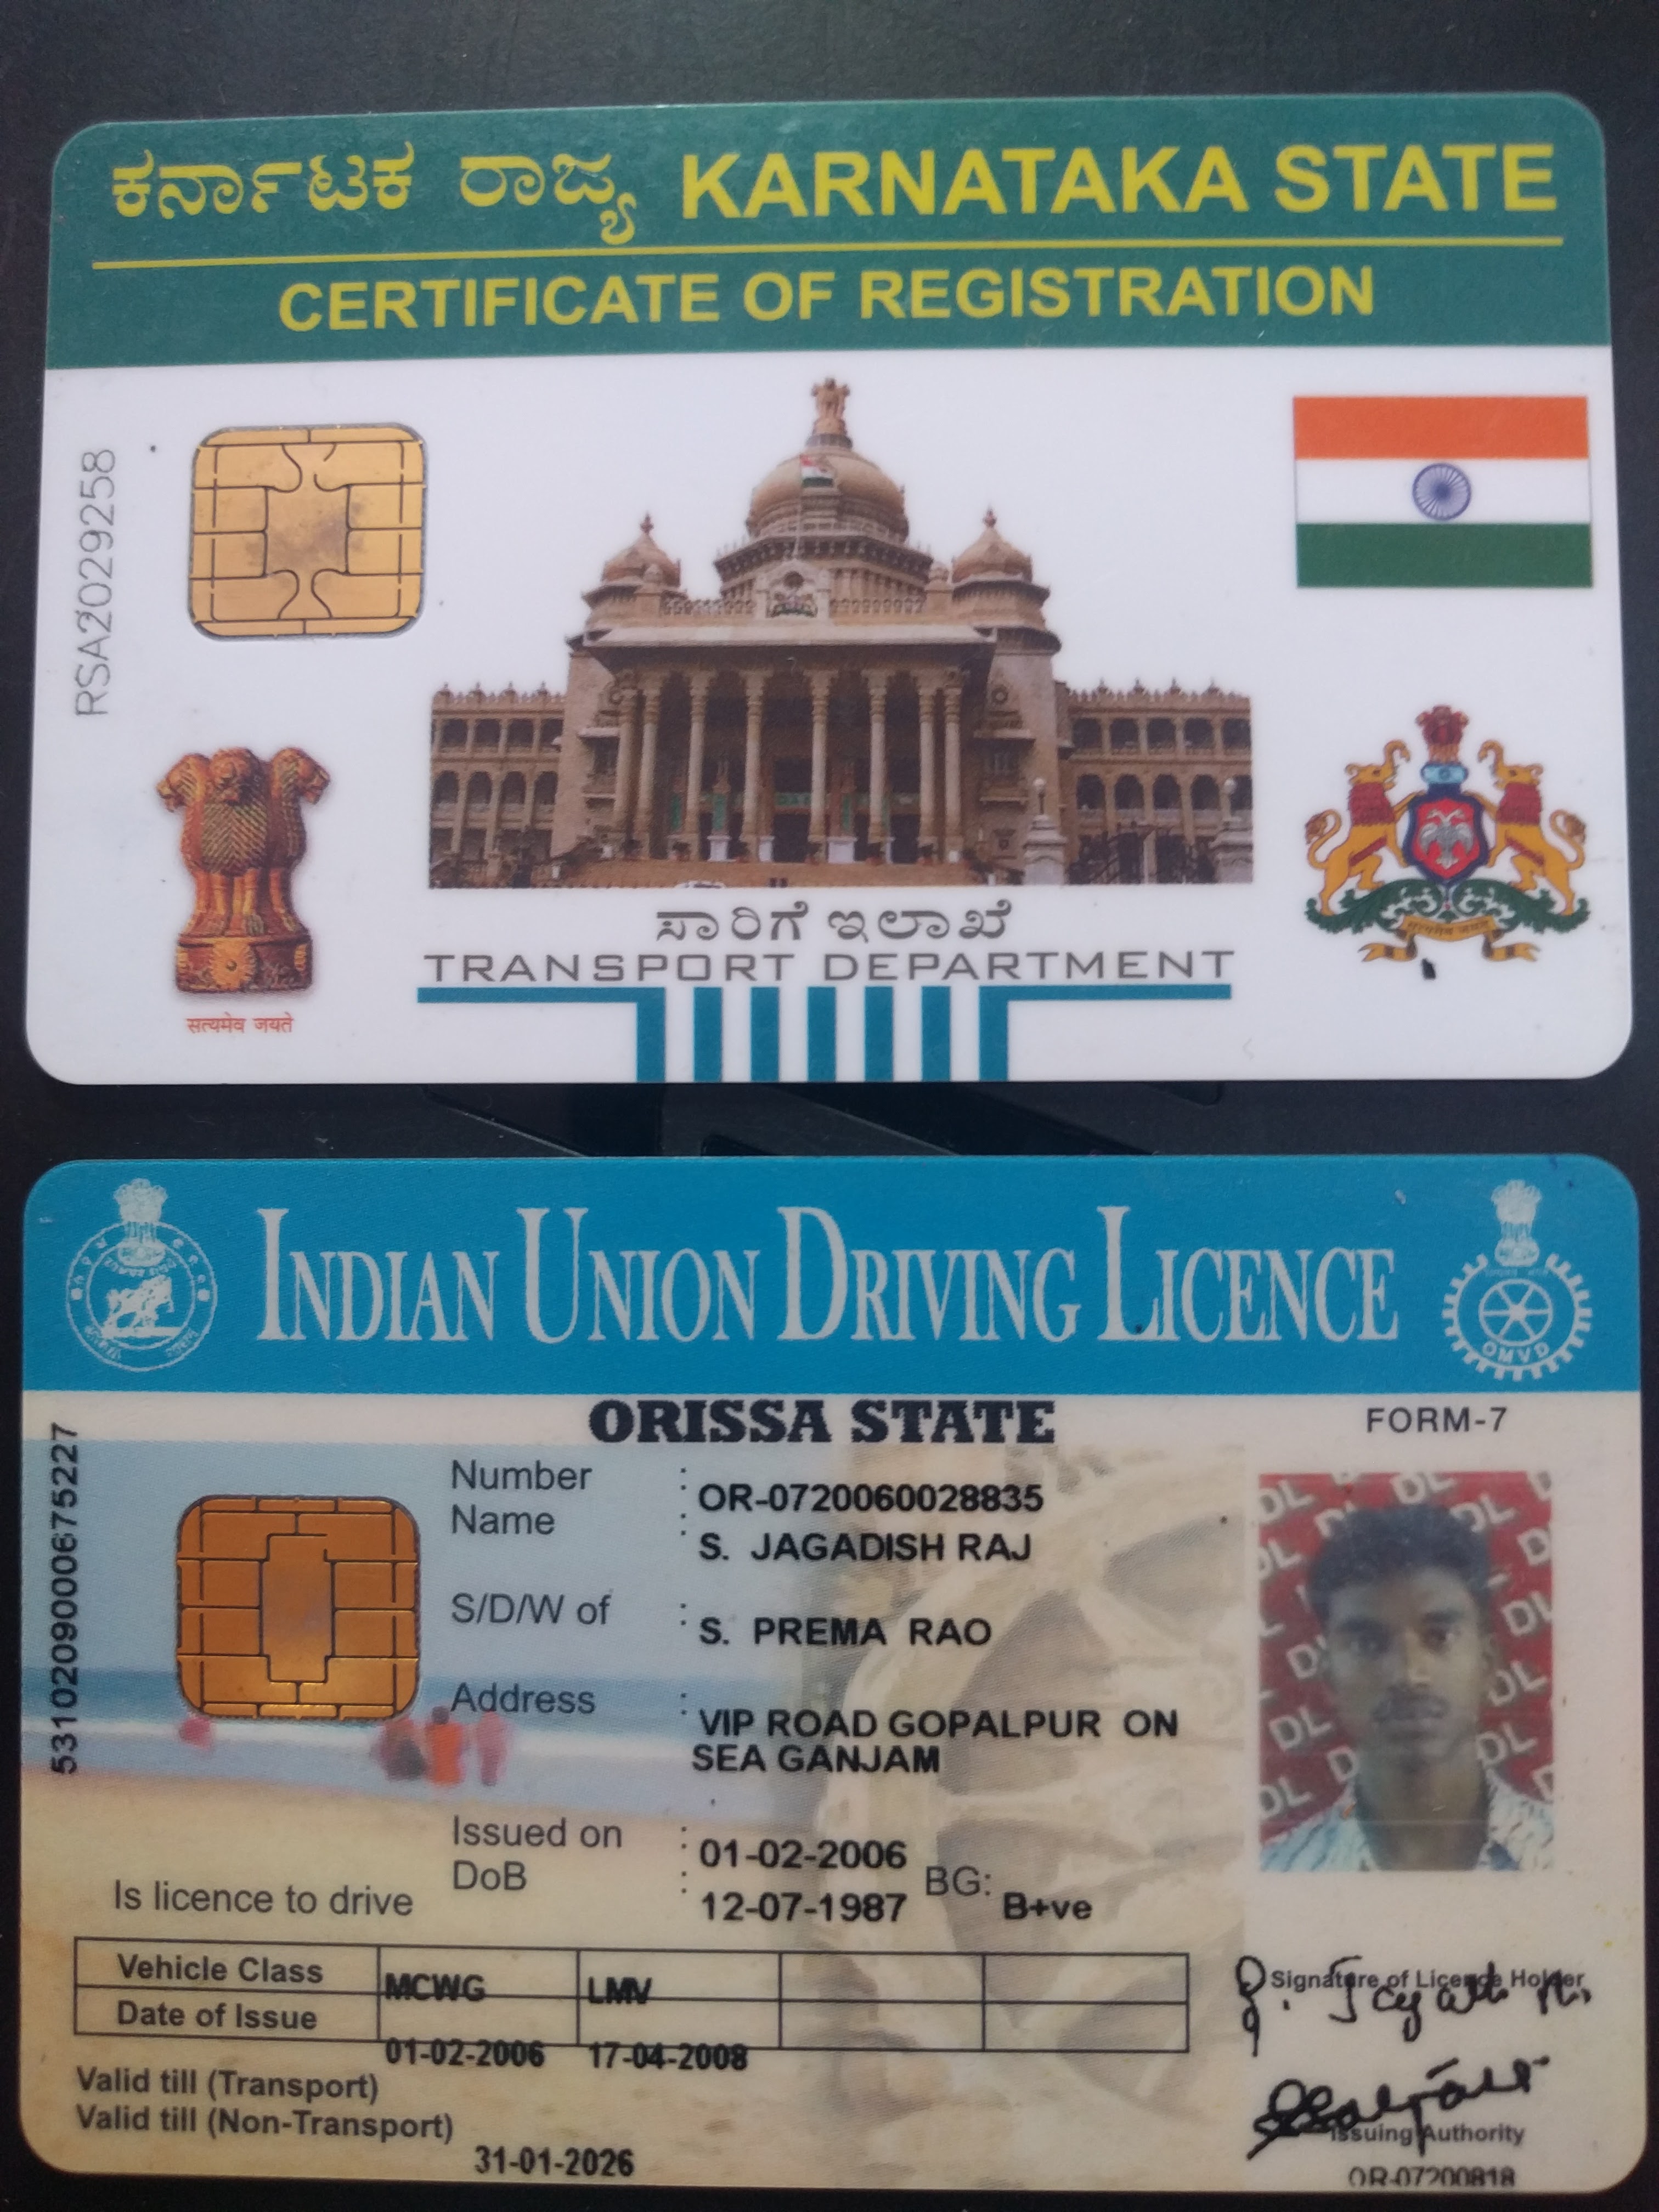 ಕರ್ನಾಟಕ ರಾಜ್ಯ KARNATAKA STATE
CERTIFICATE OF REGISTRATION
RSA2029258
सत्यमेव जयते
ಸಾರಿಗೆ ಇಲಾಖೆ
TRANSPORT DEPARTMENT
INDIAN UNION DRIVING LICENCE
OMVD
ORISSA STATE
FORM-7
5310209000675227
Number : OR-0720060028835
Name : S. JAGADISH RAJ
S/D/W of : S. PREMA RAO
Address : VIP ROAD GOPALPUR ON
SEA GANJAM
Issued on : 01-02-2006
DoB : 12-07-1987 BG: B+ve
Is licence to drive
Vehicle Class MCWG LMV
Date of Issue 01-02-2006 17-04-2008
Valid till (Transport)
Valid till (Non-Transport) 31-01-2026
Signature of Licence Holder
Issuing Authority
OR-07200818